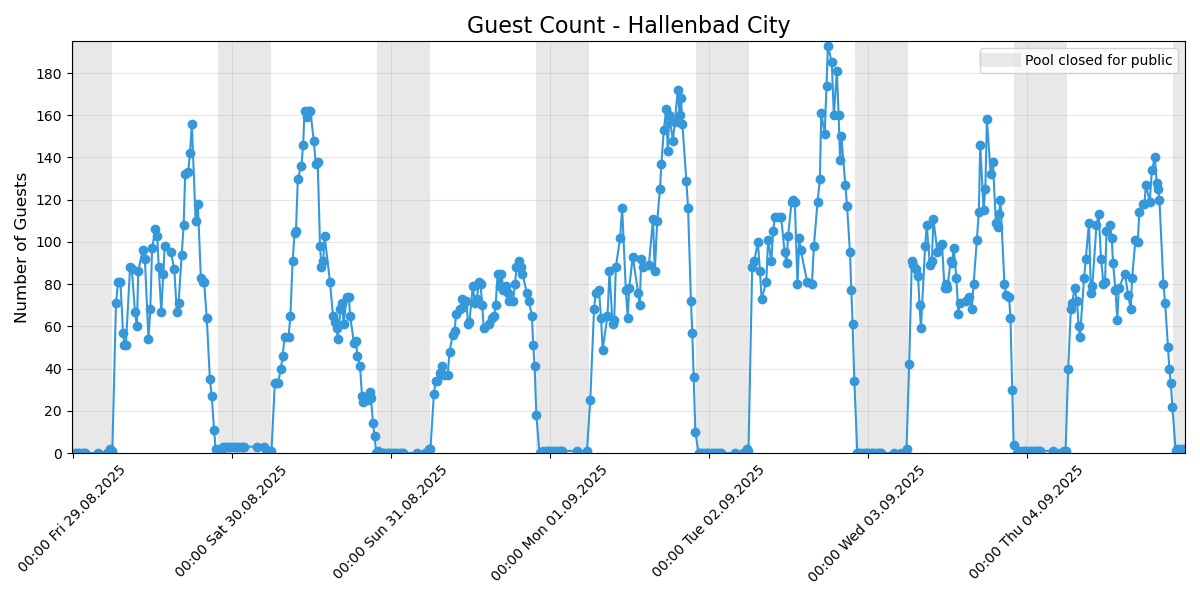 Guest Count - Hallenbad City
Pool closed for public
Number of Guests
180
160
140
120
100
80
60
40
20
0
00:00 Fri 29.08.2025
00:00 Sat 30.08.2025
00:00 Sun 31.08.2025
00:00 Mon 01.09.2025
00:00 Tue 02.09.2025
00:00 Wed 03.09.2025
00:00 Thu 04.09.2025